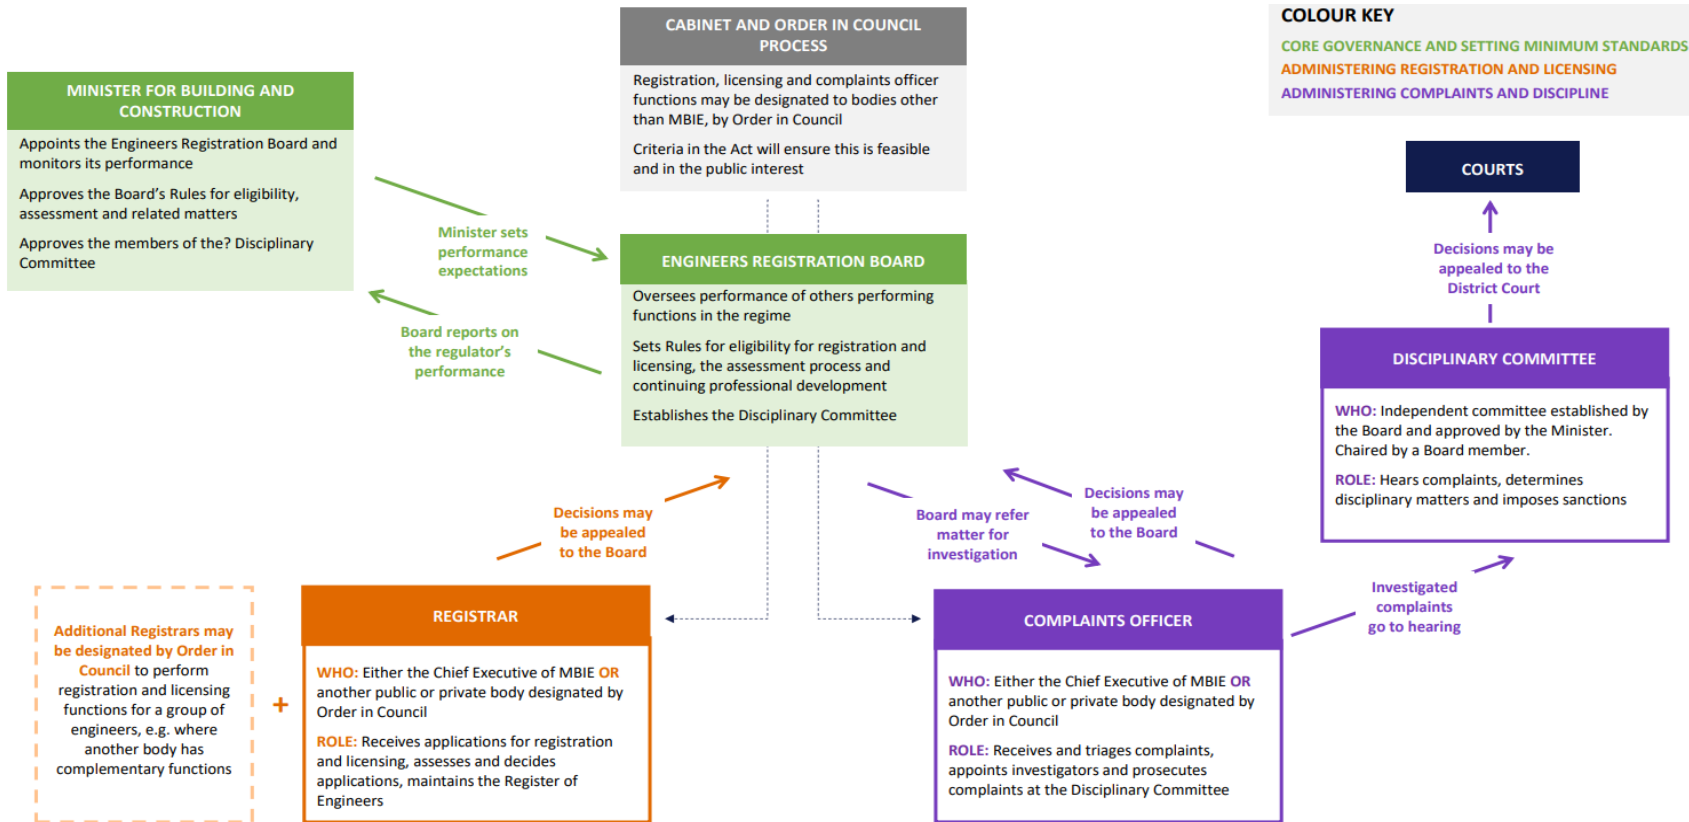 CABINET AND ORDER IN COUNCIL
PROCESS
Registration, licensing and complaints officer
functions may be designated to bodies other
than MBIE, by Order in Council
Criteria in the Act will ensure this is feasible
and in the public interest
COLOUR KEY
CORE GOVERNANCE AND SETTING MINIMUM STANDARDS
ADMINISTERING REGISTRATION AND LICENSING
ADMINISTERING COMPLAINTS AND DISCIPLINE
MINISTER FOR BUILDING AND
CONSTRUCTION
Appoints the Engineers Registration Board and
monitors its performance
Approves the Board’s Rules for eligibility,
assessment and related matters
Approves the members of the? Disciplinary
Committee
Minister sets
performance
expectations
Board reports on
the regulator’s
performance
ENGINEERS REGISTRATION BOARD
Oversees performance of others performing
functions in the regime
Sets Rules for eligibility for registration and
licensing, the assessment process and
continuing professional development
Establishes the Disciplinary Committee
COURTS
Decisions may be
appealed to the
District Court
DISCIPLINARY COMMITTEE
WHO: Independent committee established by
the Board and approved by the Minister.
Chaired by a Board member.
ROLE: Hears complaints, determines
disciplinary matters and imposes sanctions
Decisions may
be appealed
to the Board
Board may refer
matter for
investigation
Decisions may
be appealed
to the Board
Investigated
complaints
go to hearing
Additional Registrars may
be designated by Order in
Council to perform
registration and licensing
functions for a group of
engineers, e.g. where
another body has
complementary functions
+
REGISTRAR
WHO: Either the Chief Executive of MBIE OR
another public or private body designated by
Order in Council
ROLE: Receives applications for registration
and licensing, assesses and decides
applications, maintains the Register of
Engineers
COMPLAINTS OFFICER
WHO: Either the Chief Executive of MBIE OR
another public or private body designated by
Order in Council
ROLE: Receives and triages complaints,
appoints investigators and prosecutes
complaints at the Disciplinary Committee